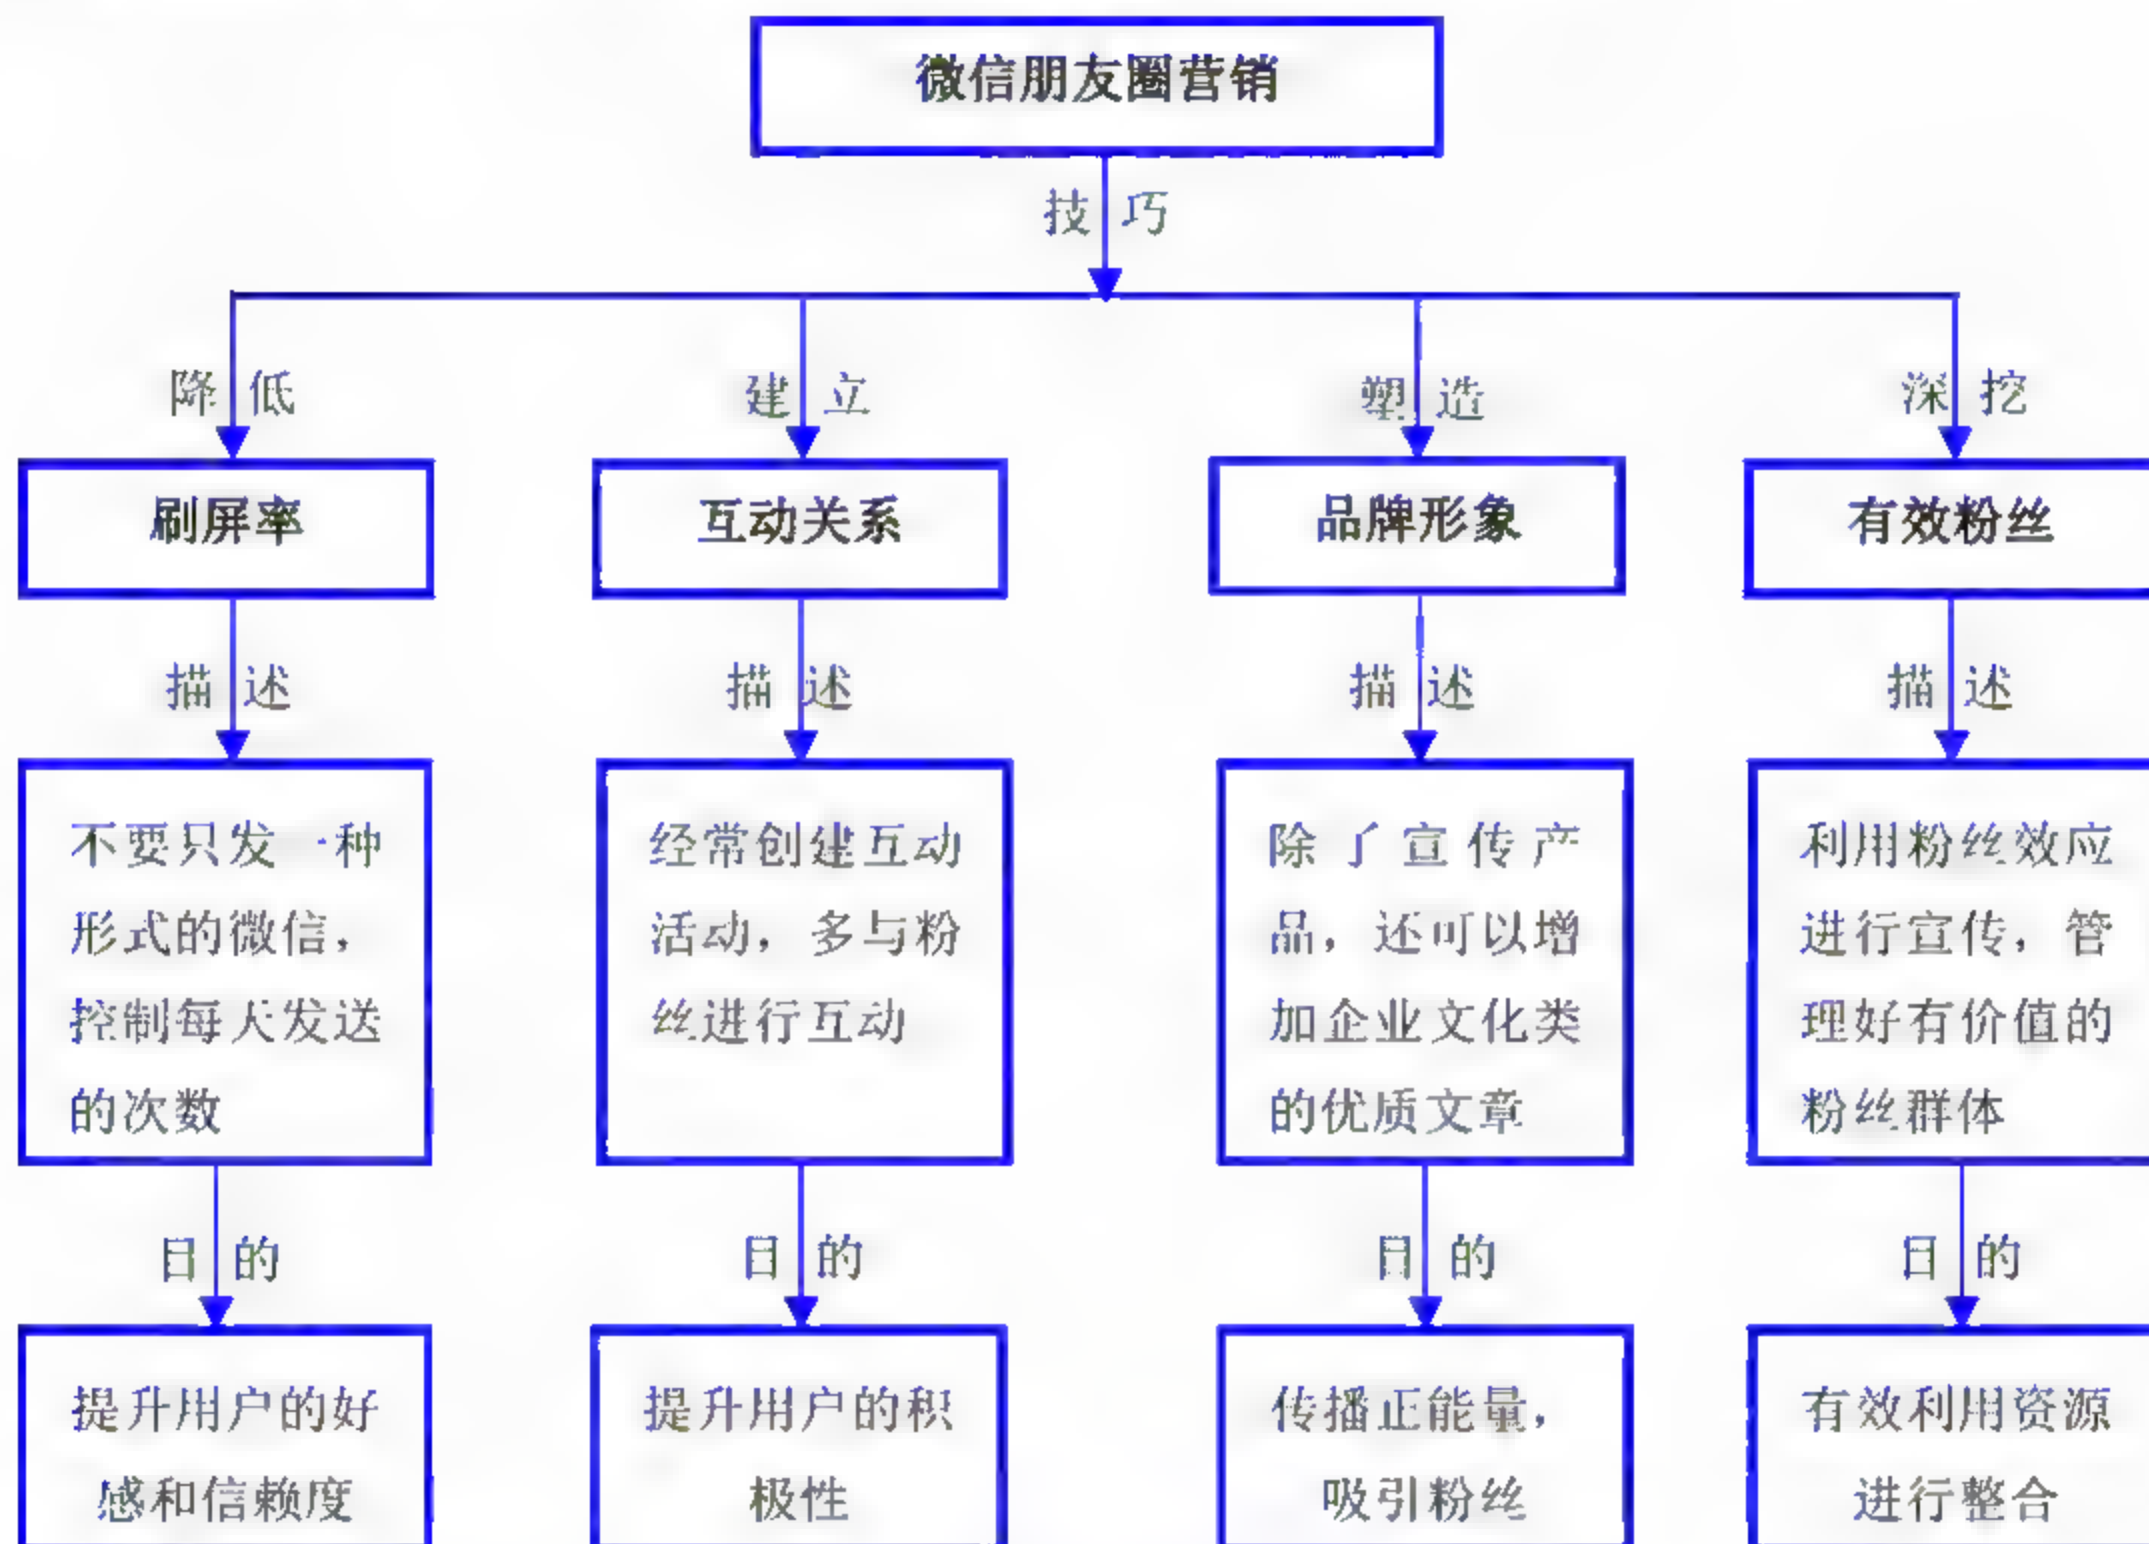 微信朋友圈营销
技巧
降低
建立
塑造
深挖
刷屏率
互动关系
品牌形象
有效粉丝
描述
描述
描述
描述
不要只发一种
形式的微信，
控制每天发送
的次数
经常创建互动
活动，多与粉
丝进行互动
除了宣传产
品，还可以增
加企业文化类
的优质文章
利用粉丝效应
进行宣传，管
理好有价值的
粉丝群体
目的
目的
目的
目的
提升用户的好
感和信赖度
提升用户的积
极性
传播正能量，
吸引粉丝
有效利用资源
进行整合